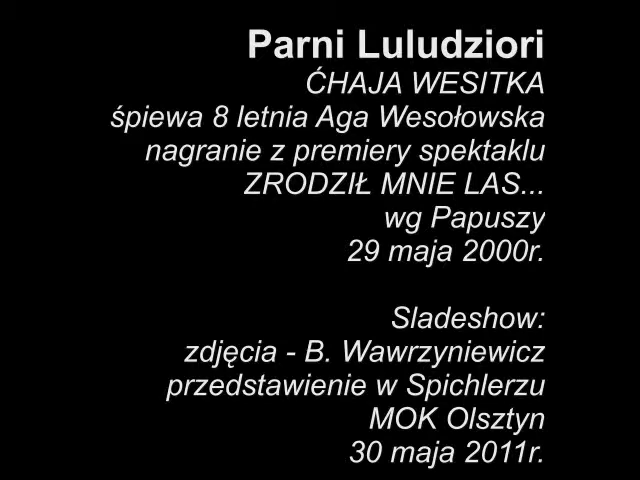 Parni Luludziori
ĆHAJA WESITKA
śpiewa 8 letnia Aga Wesołowska
nagranie z premiery spektaklu
ZRODZIŁ MNIE LAS...
wg Papuszy
29 maja 2000r.
Sladeshow:
zdjęcia - B. Wawrzyniewicz
przedstawienie w Spichlerzu
MOK Olsztyn
30 maja 2011r.